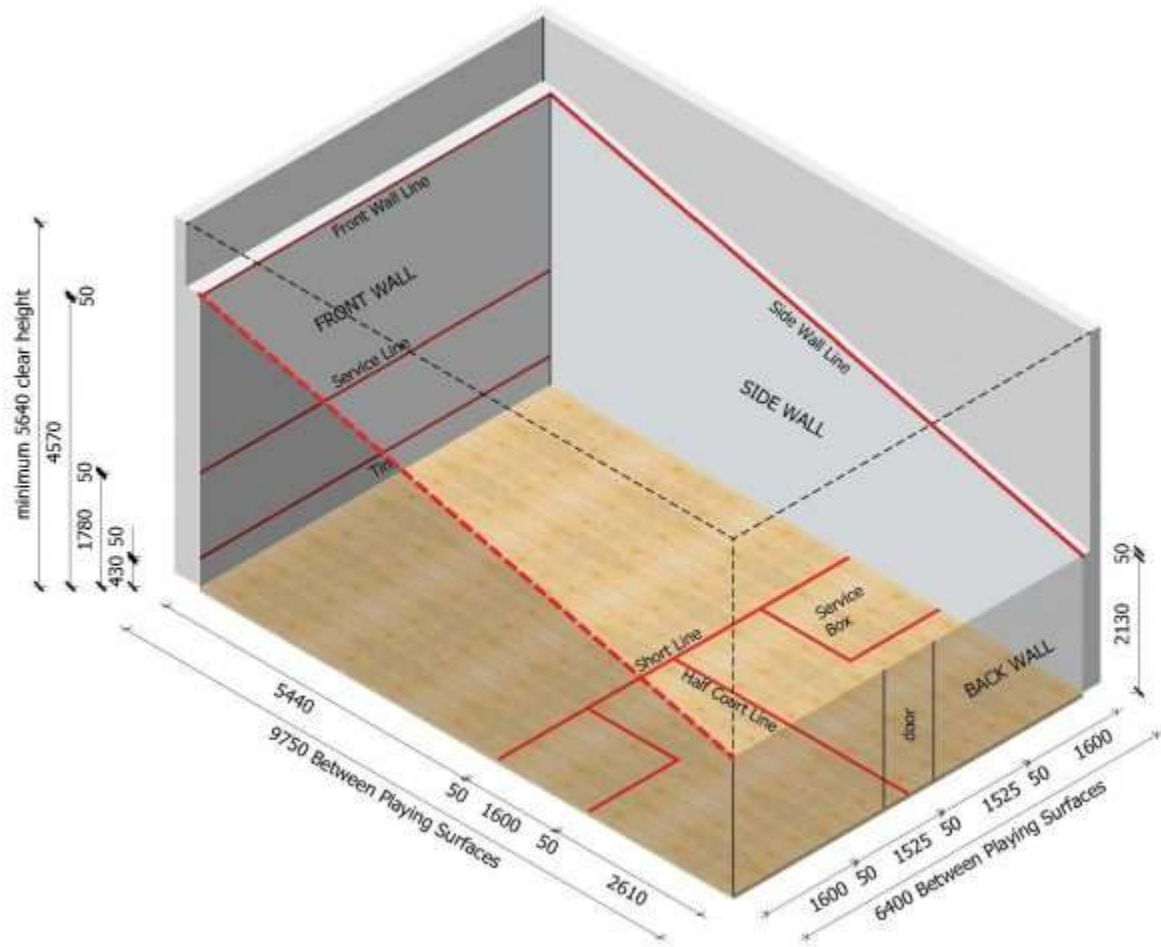 Front Wall Line
FRONT WALL
Service Line
Tin
Side Wall Line
SIDE WALL
Service
Box
Short Line
Half Court Line
door
BACK WALL
minimum 5640 clear height
4570
50
1780
50
430
50
50
2130
5440
50
1600
50
2610
9750 Between Playing Surfaces
1600
50
1525
50
1525
50
1600
6400 Between Playing Surfaces